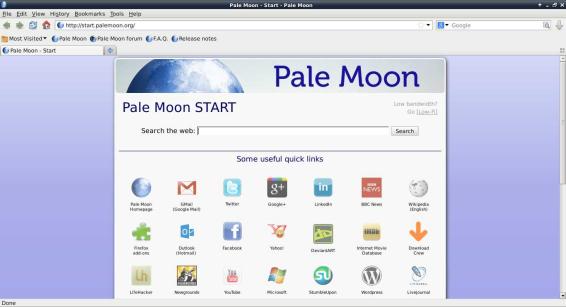 Pale Moon - Start - Pale Moon
File Edit View History Bookmarks Tools Help
http://start.palemoon.org/
Google
Most Visited Pale Moon Pale Moon forum F.A.Q. Release notes
Pale Moon - Start
Pale Moon
Pale Moon START
Low bandwidth?
Go [Low-Fi]
Search the web:
Search
Some useful quick links
g+
in
BBC
NEWS
Pale Moon
Homepage
GMail
(Google Mail)
Twitter
Google+
LinkedIn
BBC News
Wikipedia
(English)
Firefox
add-ons
Outlook
(Hotmail)
Facebook
Yahoo!
DeviantART
Internet Movie
Database
Download
Crew
lh
LifeHacker
Newgrounds
YouTube
Microsoft
StumbleUpon
Wordpress
LiveJournal
Done